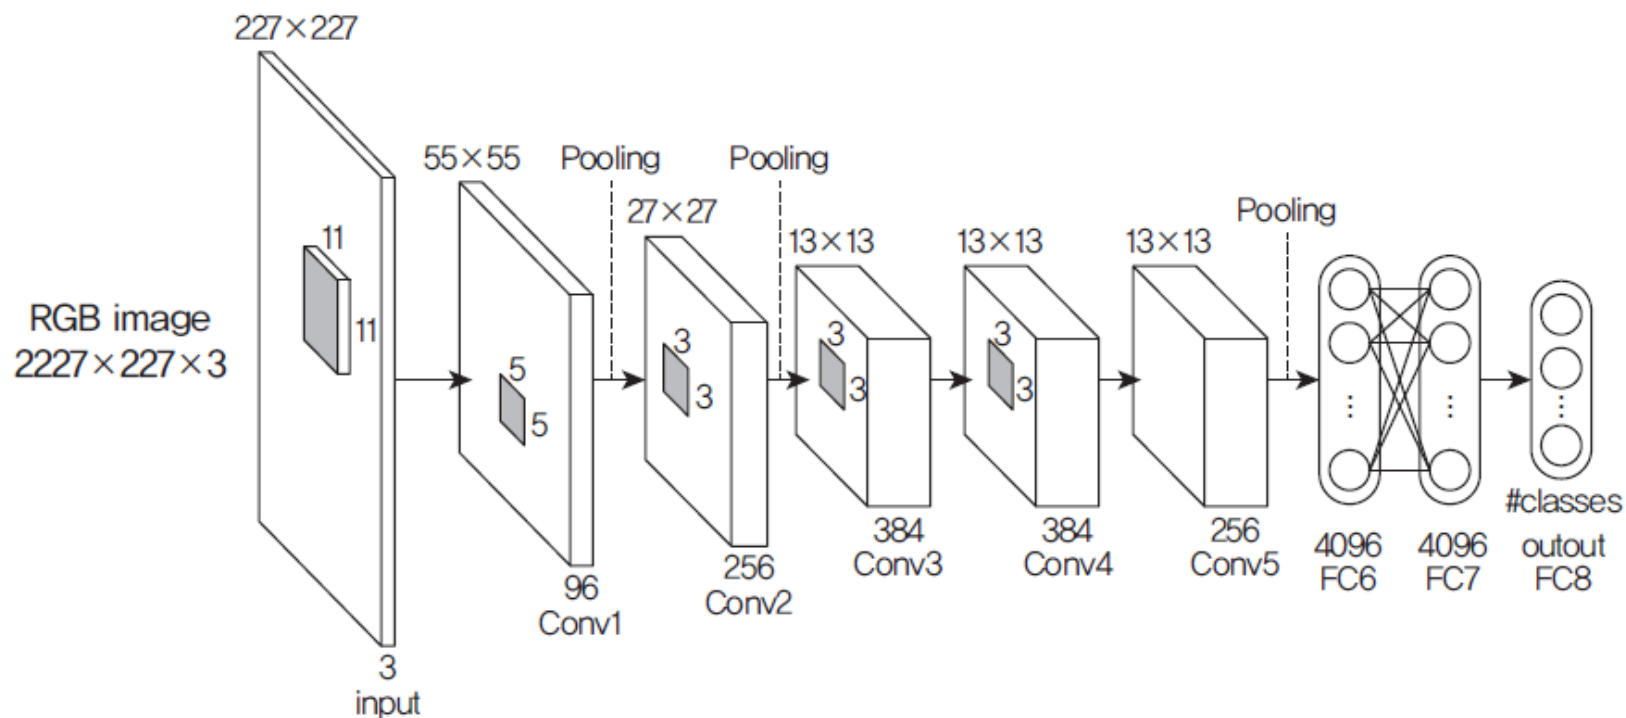 RGB image
2227×227×3
227×227
11
11
3
input
55×55
5
5
96
Conv1
Pooling
27×27
3
3
256
Conv2
Pooling
13×13
3
3
384
Conv3
13×13
3
3
384
Conv4
13×13
256
Conv5
Pooling
4096
FC6
4096
FC7
#classes
outout
FC8